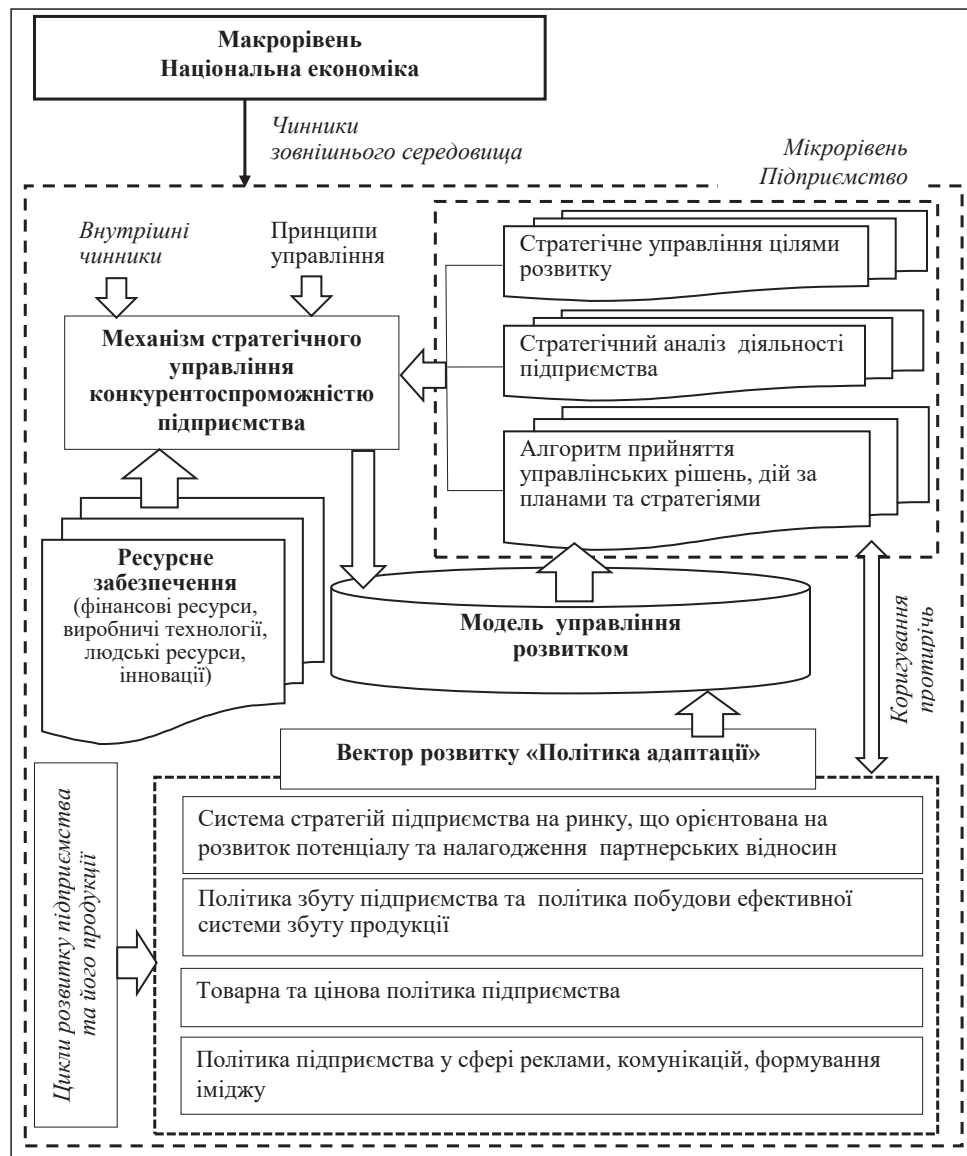 Макрорівень
Національна економіка
Чинники
зовнішнього середовища
Мікрорівень
Підприємство
Внутрішні
чинники
Принципи
управління
Стратегічне управління цілями
розвитку
Стратегічний аналіз діяльності
підприємства
Алгоритм прийняття
управлінських рішень, дій за
планами та стратегіями
Механізм стратегічного
управління
конкурентоспроможністю
підприємства
Ресурсне
забезпечення
(фінансові ресурси,
виробничі технології,
людські ресурси,
інновації)
Модель управління
розвитком
Коригування
протирічь
Вектор розвитку «Політика адаптації»
Цикли розвитку підприємства
та його продукції
Система стратегій підприємства на ринку, що орієнтована на
розвиток потенціалу та налагодження партнерських відносин
Політика збуту підприємства та політика побудови ефективної
системи збуту продукції
Товарна та цінова політика підприємства
Політика підприємства у сфері реклами, комунікацій, формування
іміджу